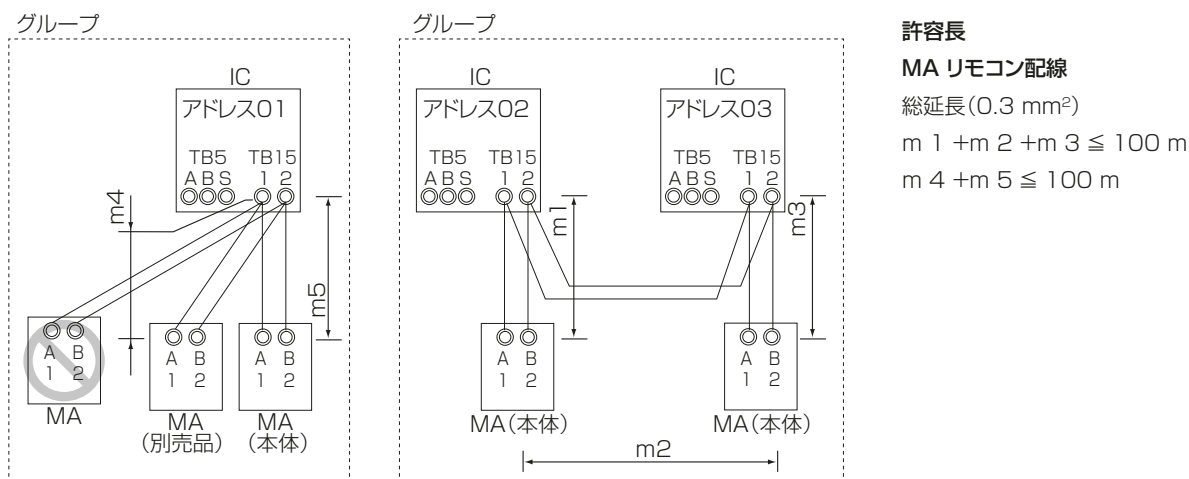 グループ
IC
アドレス01
TB5 TB15
A B S 1 2
m4
m5
A B
1 2
MA
A B
1 2
MA
(別売品)
A B
1 2
MA
(本体)
グループ
IC
アドレス02
TB5 TB15
A B S 1 2
m1
A B
1 2
MA(本体)
IC
アドレス03
TB5 TB15
A B S 1 2
m3
A B
1 2
MA(本体)
m2
許容長
MA リモコン配線
総延長(0.3 mm²)
m 1 +m 2 +m 3 ≦ 100 m
m 4 +m 5 ≦ 100 m